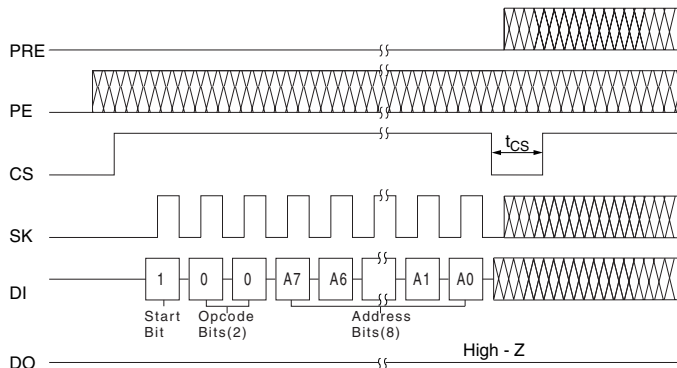 PRE
PE
CS
tCS
SK
DI
1 0 0 A7 A6 A1 A0
Start Bit
Opcode Bits(2)
Address Bits(8)
DO
High - Z